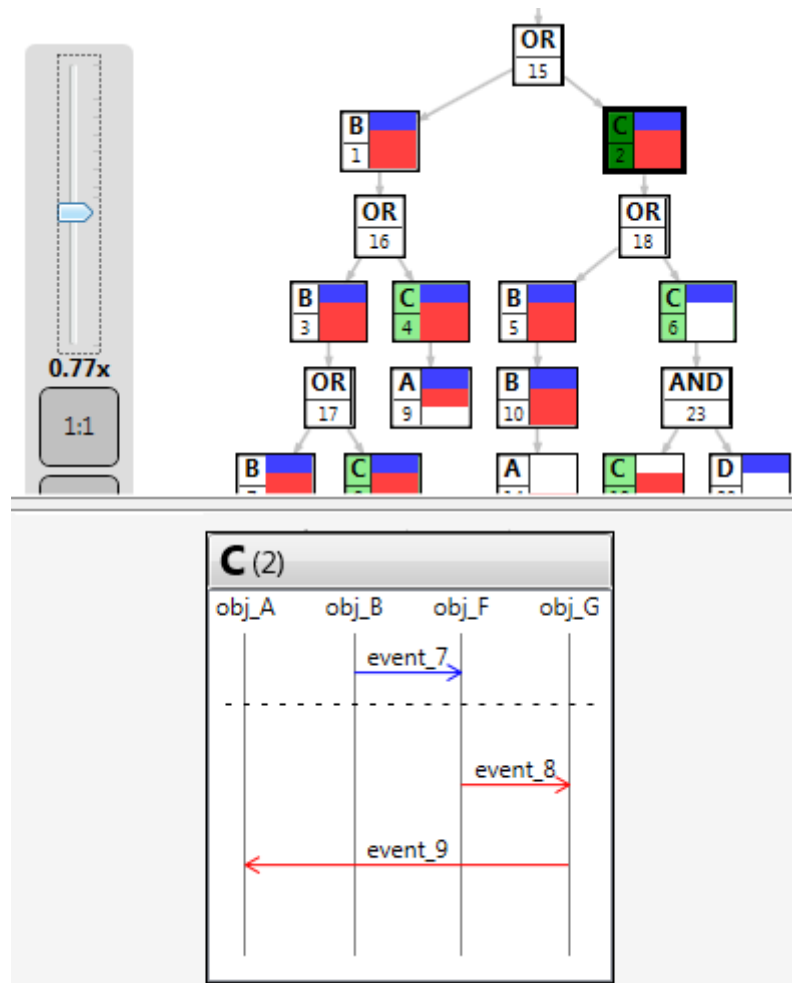 OR
15
B
1
C
2
OR
16
OR
18
B
3
C
4
B
5
C
6
0.77x
OR
17
A
9
B
10
AND
23
1:1
B
C
A
C
D
C (2)
obj_A obj_B obj_F obj_G
event_7
event_8
event_9